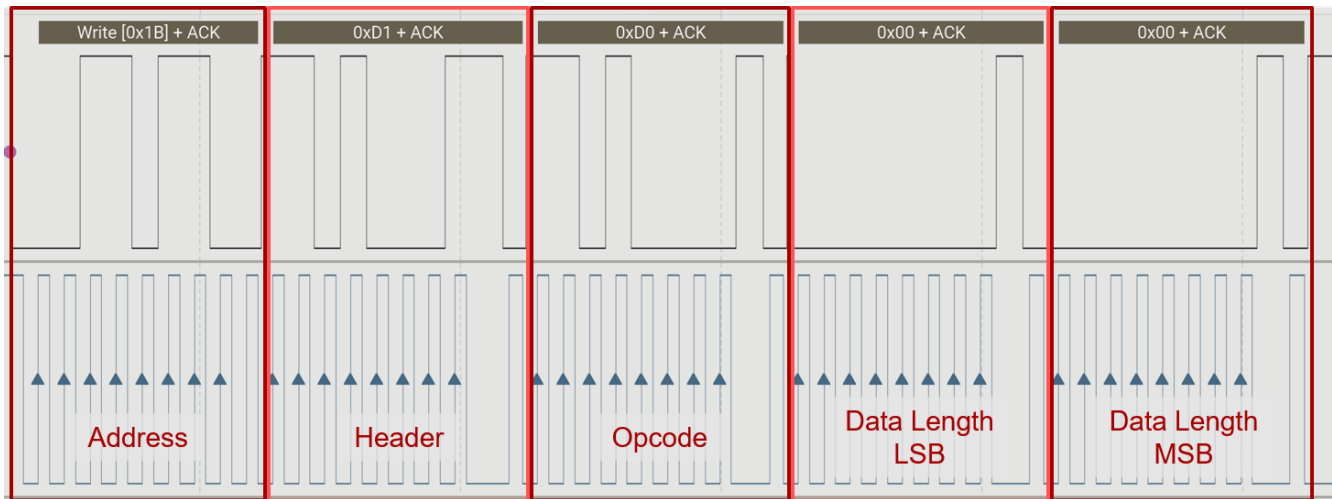 Write [0x1B] + ACK
0xD1 + ACK
0xD0 + ACK
0x00 + ACK
0x00 + ACK
Address
Header
Opcode
Data Length
LSB
Data Length
MSB